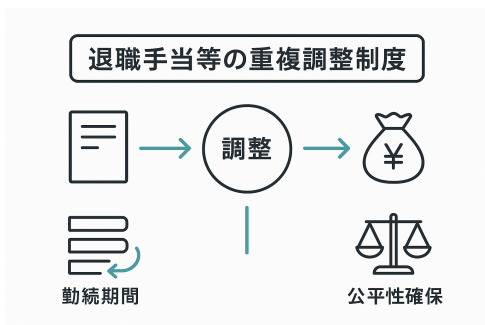 退職手当等の重複調整制度
調整
¥
勤続期間
公平性確保